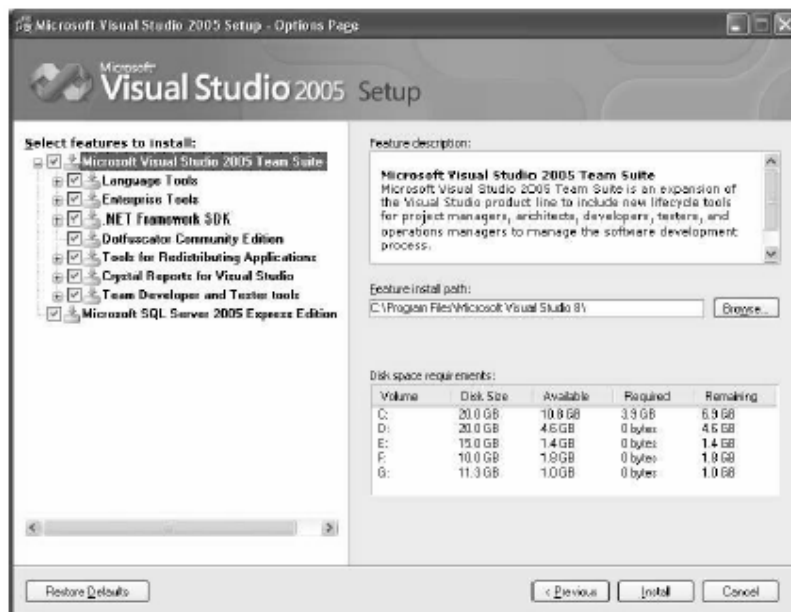 Microsoft Visual Studio 2005 Setup - Options Page
Microsoft
Visual Studio 2005 Setup
Select features to install:
Microsoft Visual Studio 2005 Team Suite
Language Tools
Enterprise Tools
.NET Framework SDK
Dotfuscator Community Edition
Tools for Redistributing Applications
Crystal Reports for Visual Studio
Team Developer and Tester tools
Microsoft SQL Server 2005 Express Edition
Feature description:
Microsoft Visual Studio 2005 Team Suite
Microsoft Visual Studio 2005 Team Suite is an expansion of
the Visual Studio product line to include new lifecycle tools
for project managers, architects, developers, testers, and
operations managers to manage the software development
process.
Feature install path:
C:\Program Files\Microsoft Visual Studio 8\
Browse...
Disk space requirements:
Volume Disk Size Available Required Remaining
C: 20.0 GB 10.8 GB 3.9 GB 6.9 GB
D: 20.0 GB 4.6 GB 0 bytes 4.6 GB
E: 15.0 GB 1.4 GB 0 bytes 1.4 GB
F: 10.0 GB 1.8 GB 0 bytes 1.8 GB
G: 11.3 GB 1.0 GB 0 bytes 1.0 GB
Restore Defaults
< Previous
Install
Cancel